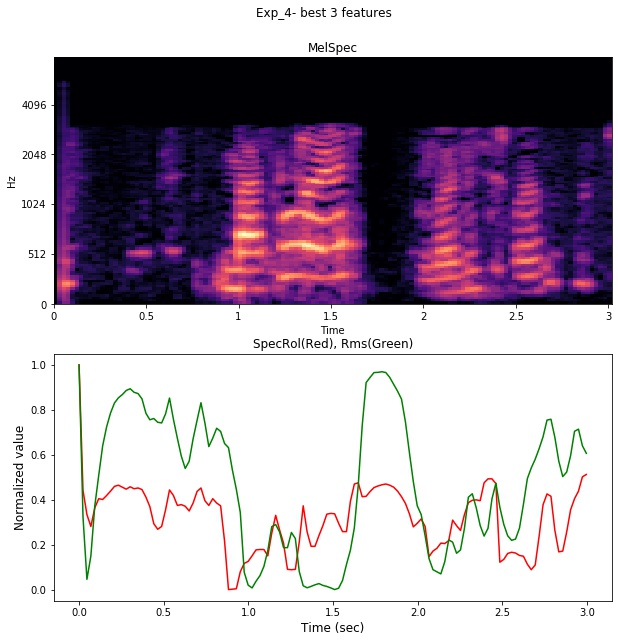 Exp_4- best 3 features
MelSpec
Hz
4096
2048
1024
512
0
0 0.5 1 1.5 2 2.5 3
Time
SpecRol(Red), Rms(Green)
Normalized value
1.0
0.8
0.6
0.4
0.2
0.0
0.0 0.5 1.0 1.5 2.0 2.5 3.0
Time (sec)